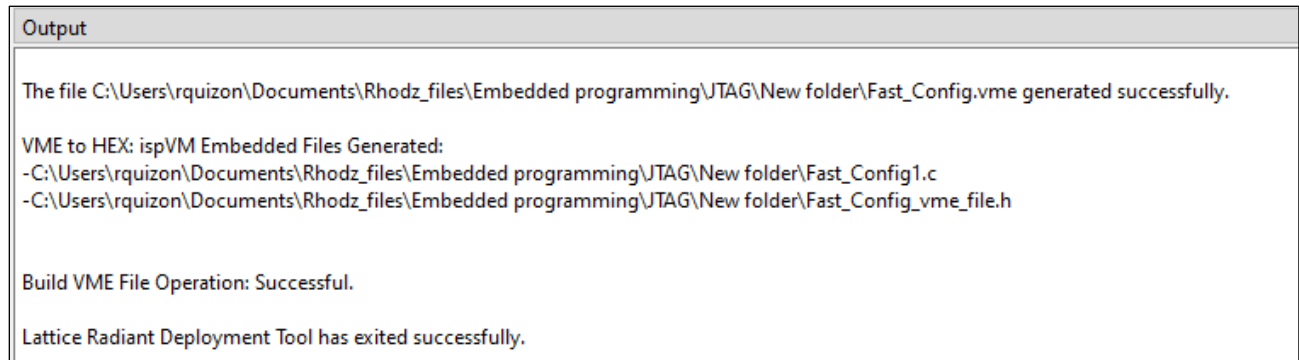 Output
The file C:\Users\rquizon\Documents\Rhodz_files\Embedded programming\JTAG\New folder\Fast_Config.vme generated successfully.
VME to HEX: ispVM Embedded Files Generated:
-C:\Users\rquizon\Documents\Rhodz_files\Embedded programming\JTAG\New folder\Fast_Config1.c
-C:\Users\rquizon\Documents\Rhodz_files\Embedded programming\JTAG\New folder\Fast_Config_vme_file.h
Build VME File Operation: Successful.
Lattice Radiant Deployment Tool has exited successfully.